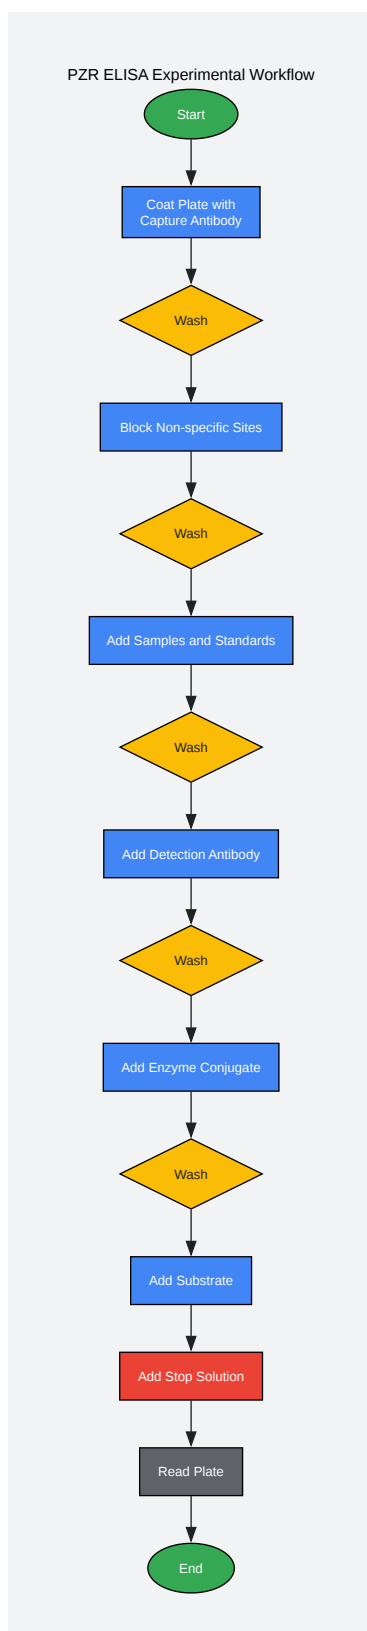 PZR ELISA Experimental Workflow
Start
Coat Plate with
Capture Antibody
Wash
Block Non-specific Sites
Wash
Add Samples and Standards
Wash
Add Detection Antibody
Wash
Add Enzyme Conjugate
Wash
Add Substrate
Add Stop Solution
Read Plate
End